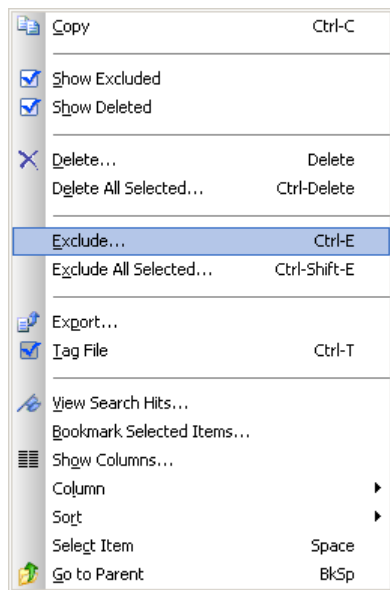 Copy Ctrl-C
Show Excluded
Show Deleted
Delete... Delete
Delete All Selected... Ctrl-Delete
Exclude... Ctrl-E
Exclude All Selected... Ctrl-Shift-E
Export...
Tag File Ctrl-T
View Search Hits...
Bookmark Selected Items...
Show Columns...
Column
Sort
Select Item Space
Go to Parent BkSp